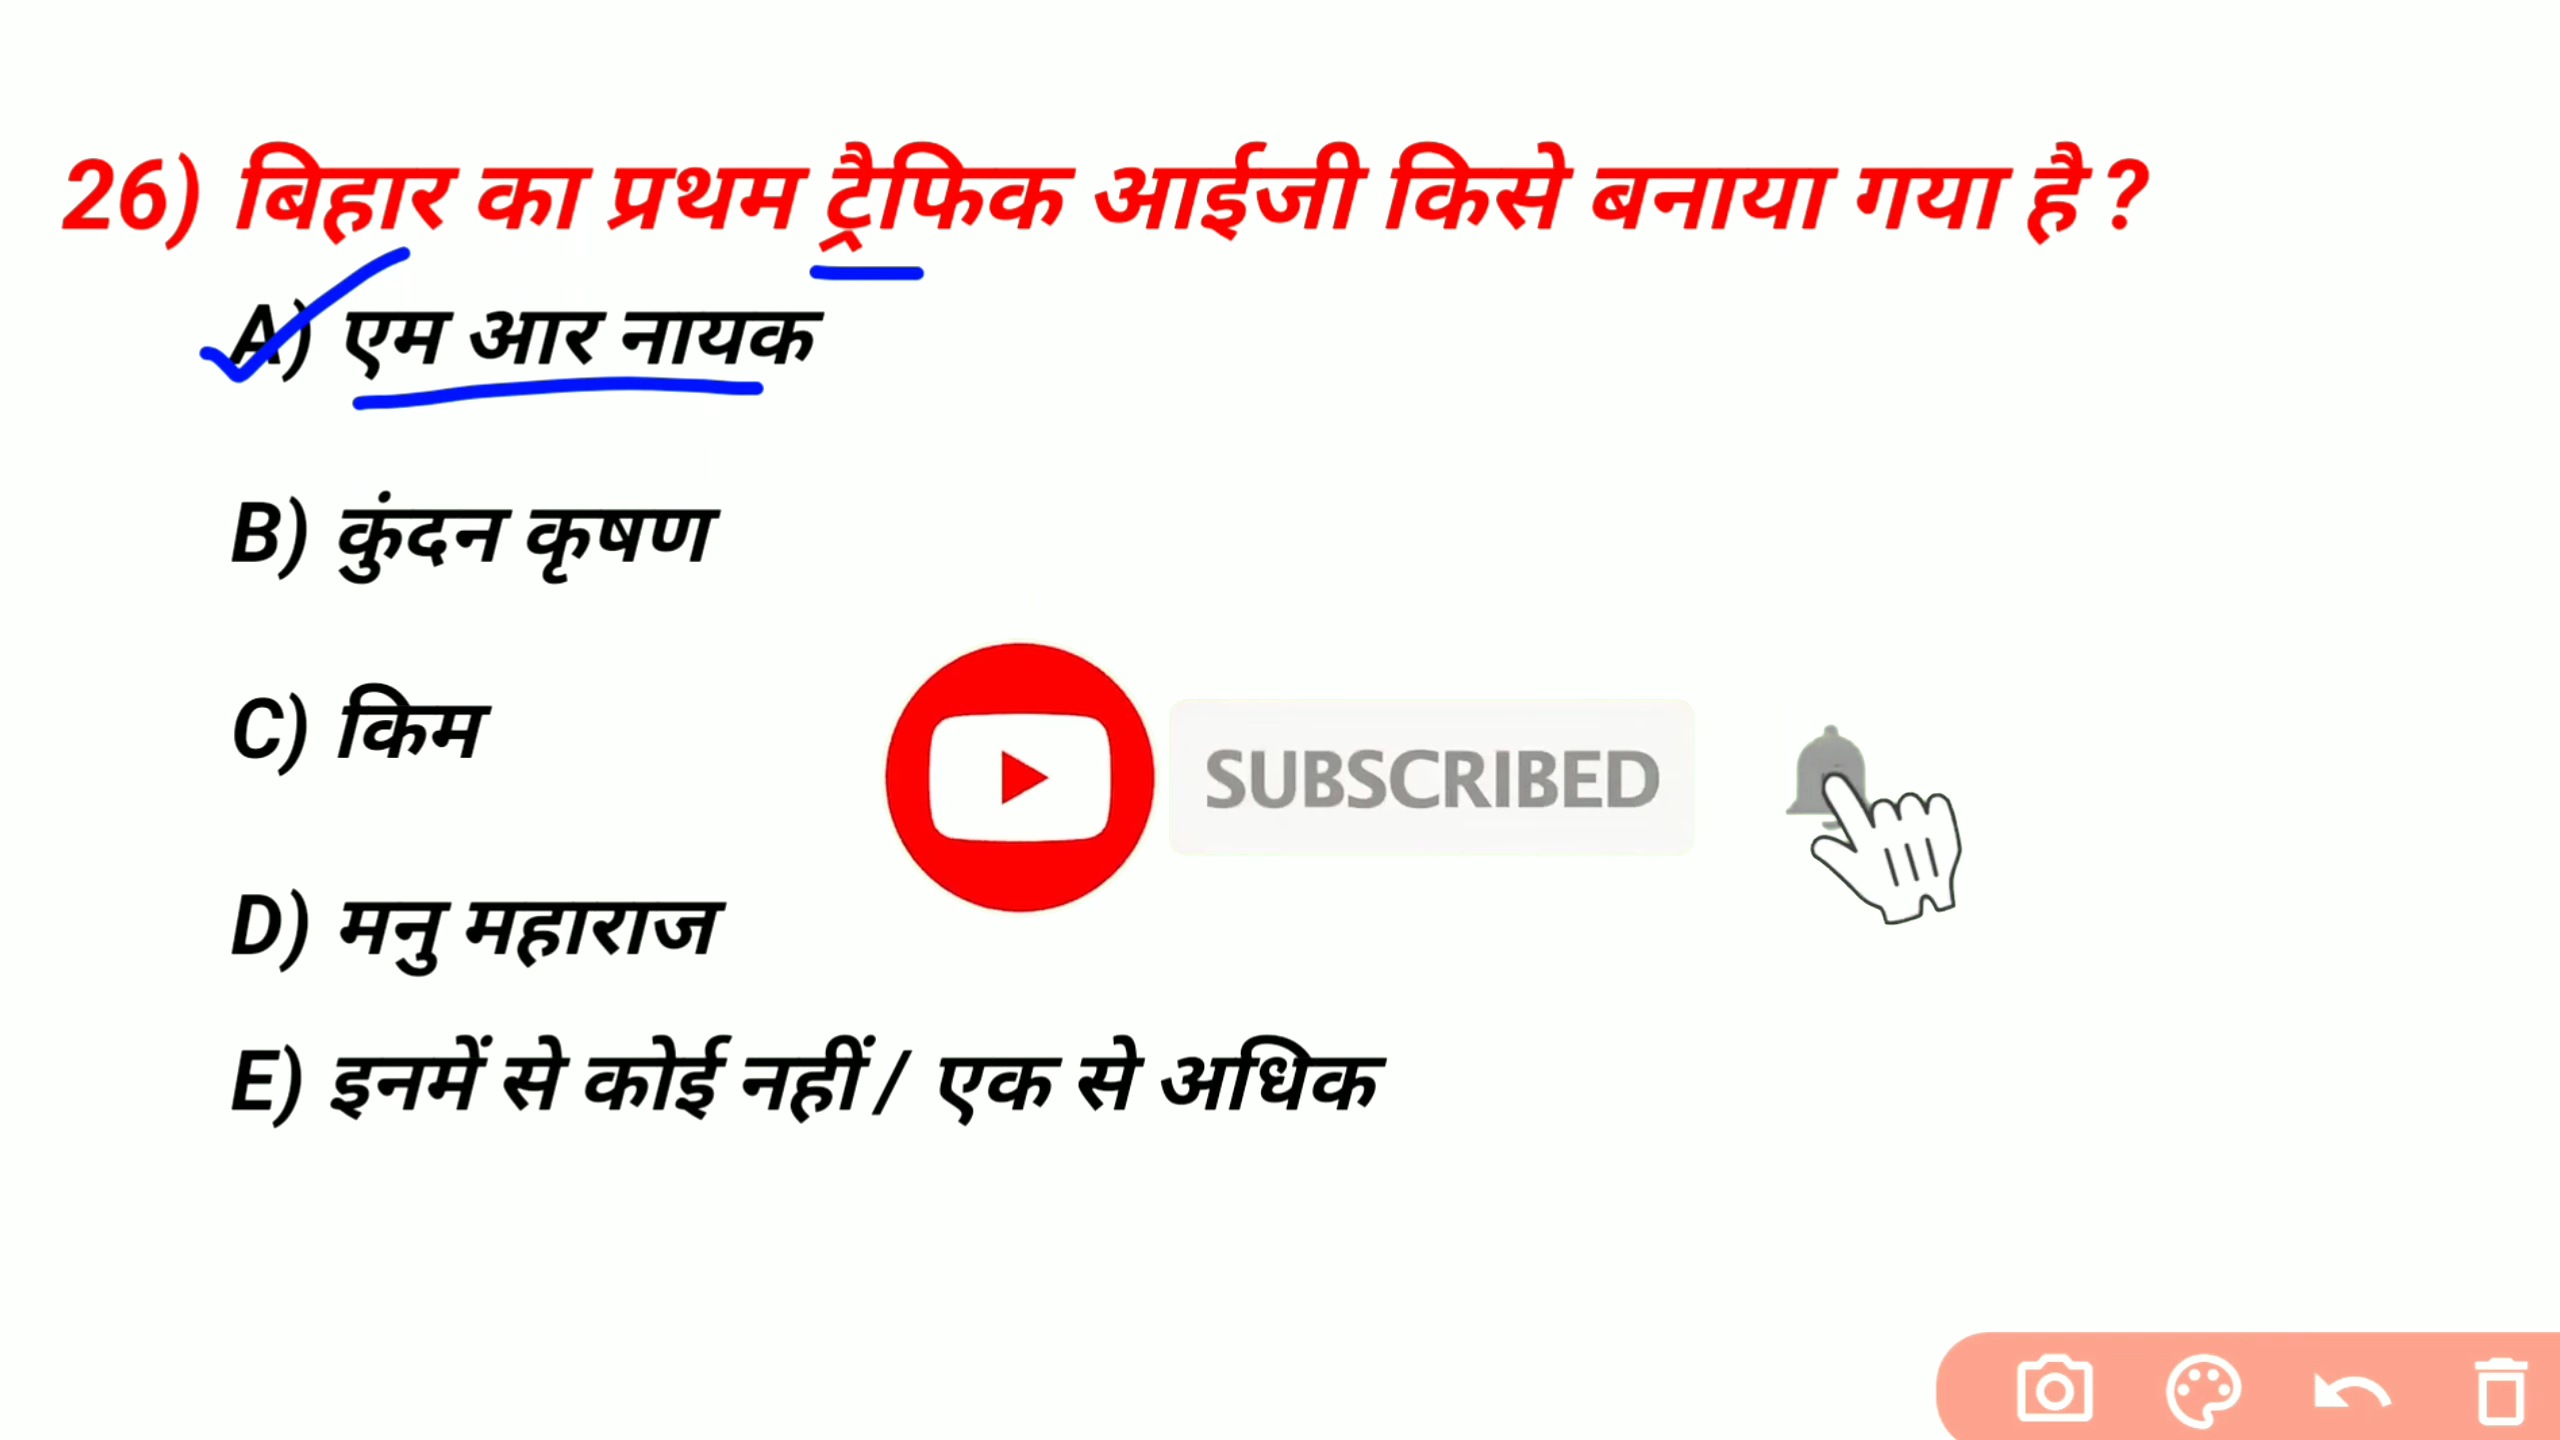 26) बिहार का प्रथम ट्रैफिक आईजी किसे बनाया गया है ?
A) एम आर नायक
B) कुंदन कृषण
C) किम
SUBSCRIBED
D) मनु महाराज
E) इनमें से कोई नहीं / एक से अधिक